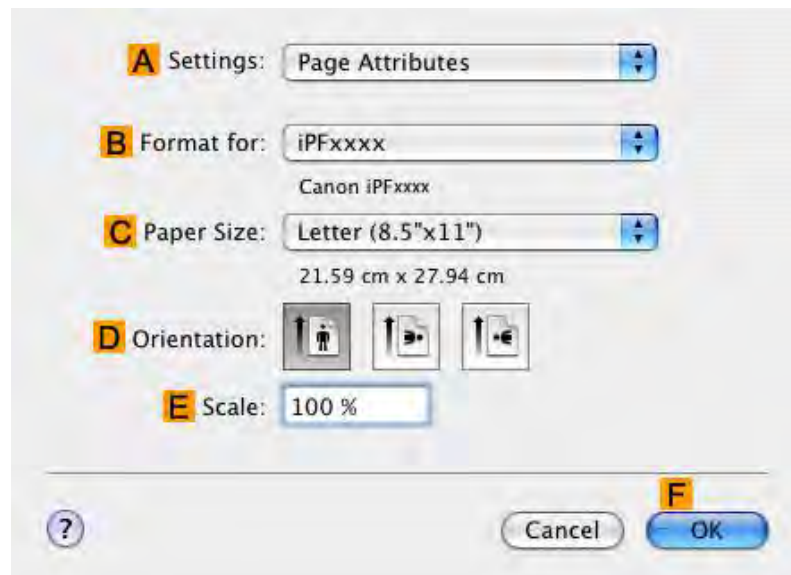 A Settings: Page Attributes
B Format for: iPFxxxx
Canon iPFxxxx
C Paper Size: Letter (8.5"x11")
21.59 cm x 27.94 cm
D Orientation:
E Scale: 100 %
F
? Cancel OK